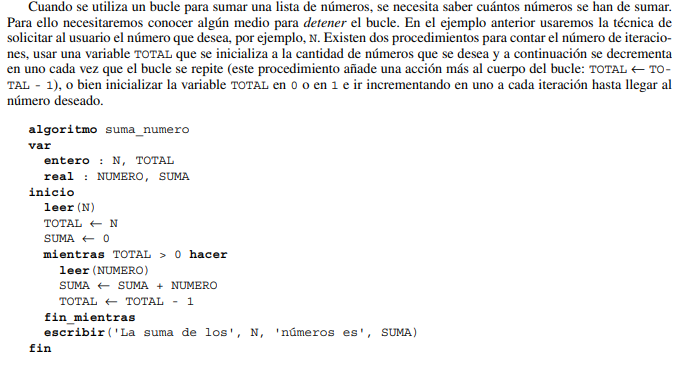 Cuando se utiliza un bucle para sumar una lista de números, se necesita saber cuántos números se han de sumar.
Para ello necesitaremos conocer algún medio para detener el bucle. En el ejemplo anterior usaremos la técnica de
solicitar al usuario el número que desea, por ejemplo, N. Existen dos procedimientos para contar el número de iteracio-
nes, usar una variable TOTAL que se inicializa a la cantidad de números que se desea y a continuación se decrementa
en uno cada vez que el bucle se repite (este procedimiento añade una acción más al cuerpo del bucle: TOTAL ← TO-
TAL - 1), o bien inicializar la variable TOTAL en 0 o en 1 e ir incrementando en uno a cada iteración hasta llegar al
número deseado.
algoritmo suma_numero
var
entero : N, TOTAL
real : NUMERO, SUMA
inicio
leer(N)
TOTAL ← N
SUMA ← 0
mientras TOTAL > 0 hacer
leer(NUMERO)
SUMA ← SUMA + NUMERO
TOTAL ← TOTAL - 1
fin_mientras
escribir('La suma de los', N, 'números es', SUMA)
fin